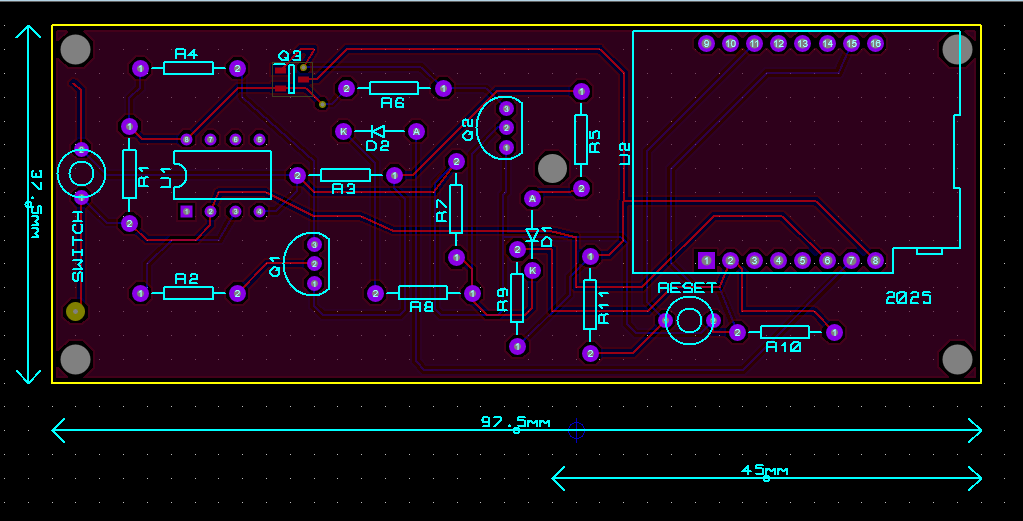 R4
Q3
9 10 11 12 13 14 15 16
1 2
2 1
R6
K A
D2
Q2
3
2
1
1
R5
2
U2
1
R1
2
U1
8 7 6 5
1 2 3 4
2
1
SWITCH
37.5mm
2 1
R3
2
R7
1
A
D1
K
Q1
3
2
1
1 2
R2
2 1
R8
2
R9
1
1
R11
2
1 2 3 4 5 6 7 8
RESET
1 2
2 1
R10
2025
97.5mm
45mm